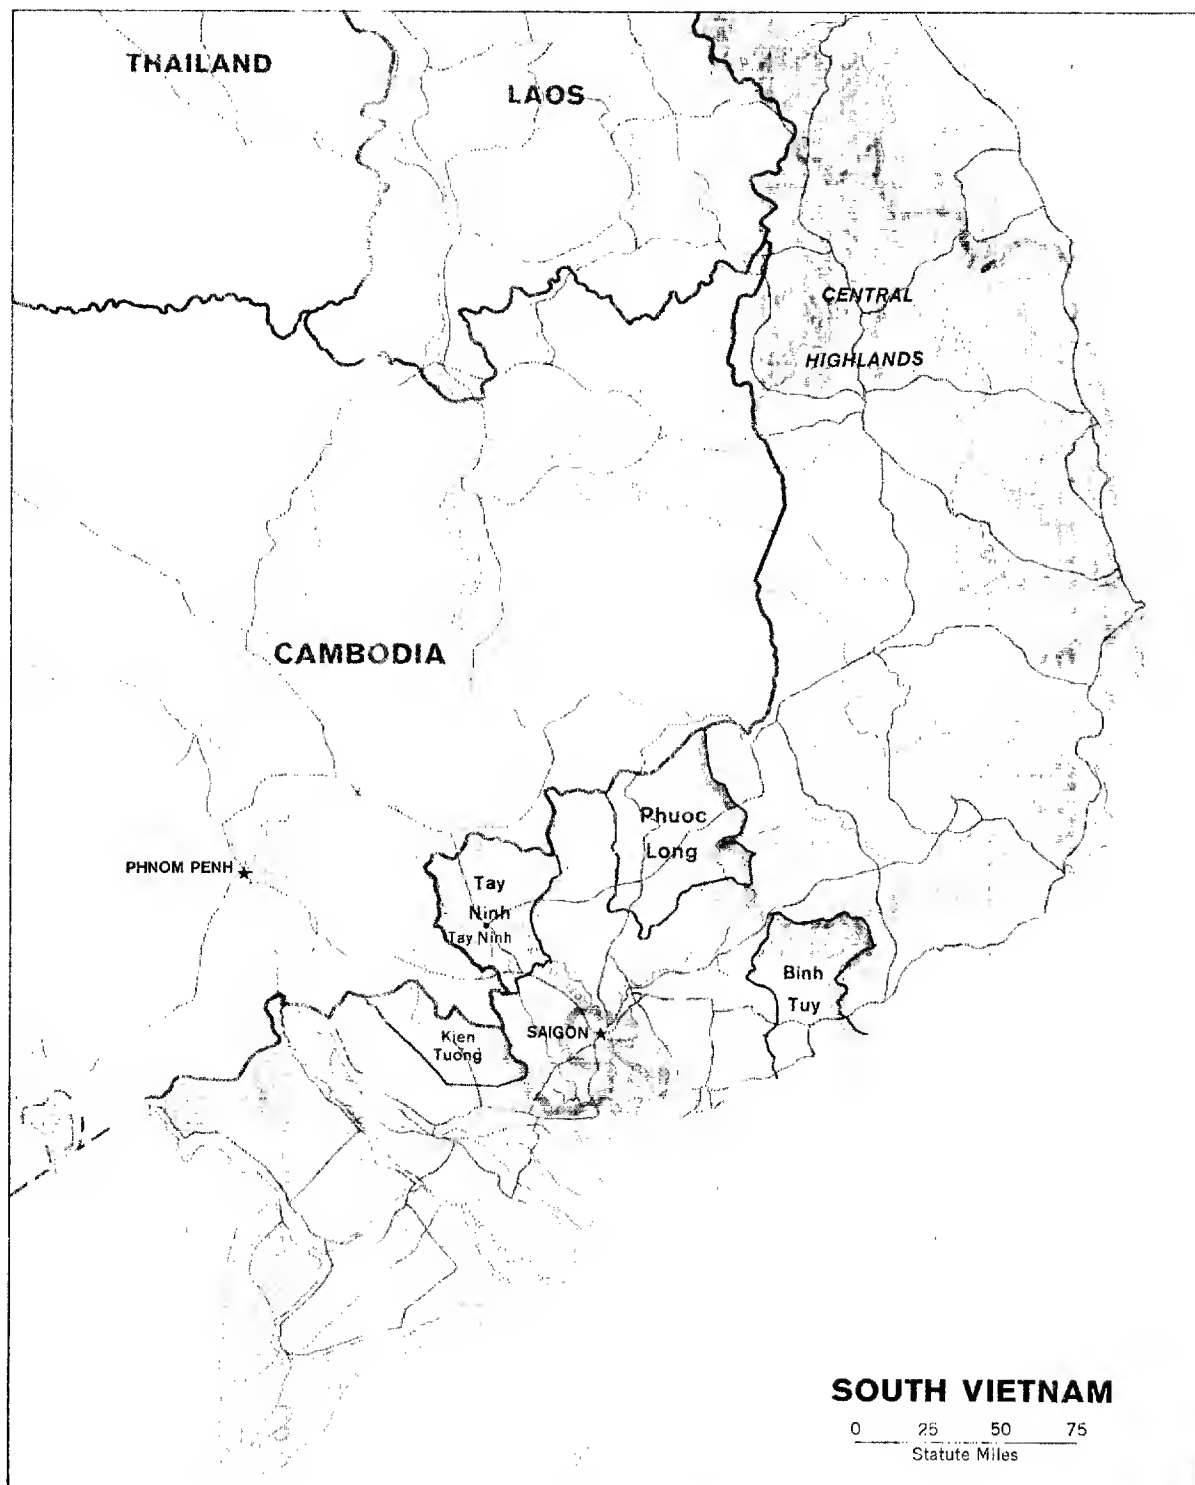 THAILAND
LAOS
CENTRAL
HIGHLANDS
CAMBODIA
Phuoc
Long
PHNOM PENH
Tay
Ninh
Tay Ninh
Binh
Tuy
SAIGON
Kien
Tuong
SOUTH VIETNAM
0 25 50 75
Statute Miles